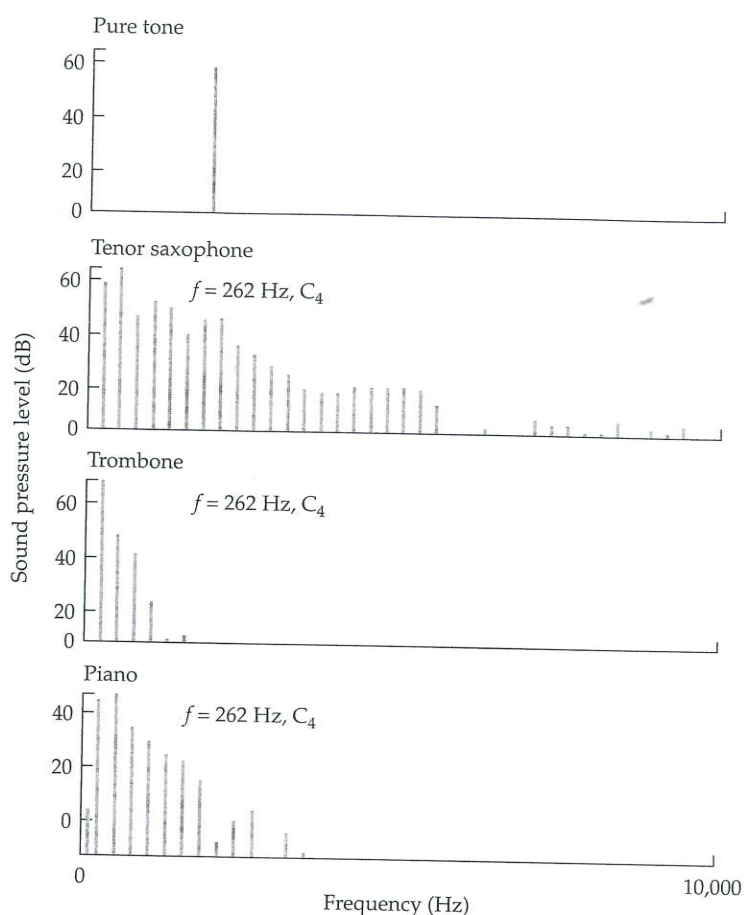 Pure tone
60
40
20
0
Tenor saxophone
60
f = 262 Hz, C₄
40
20
0
Sound pressure level (dB)
Trombone
60
f = 262 Hz, C₄
40
20
0
Piano
40
f = 262 Hz, C₄
20
0
0
10,000
Frequency (Hz)